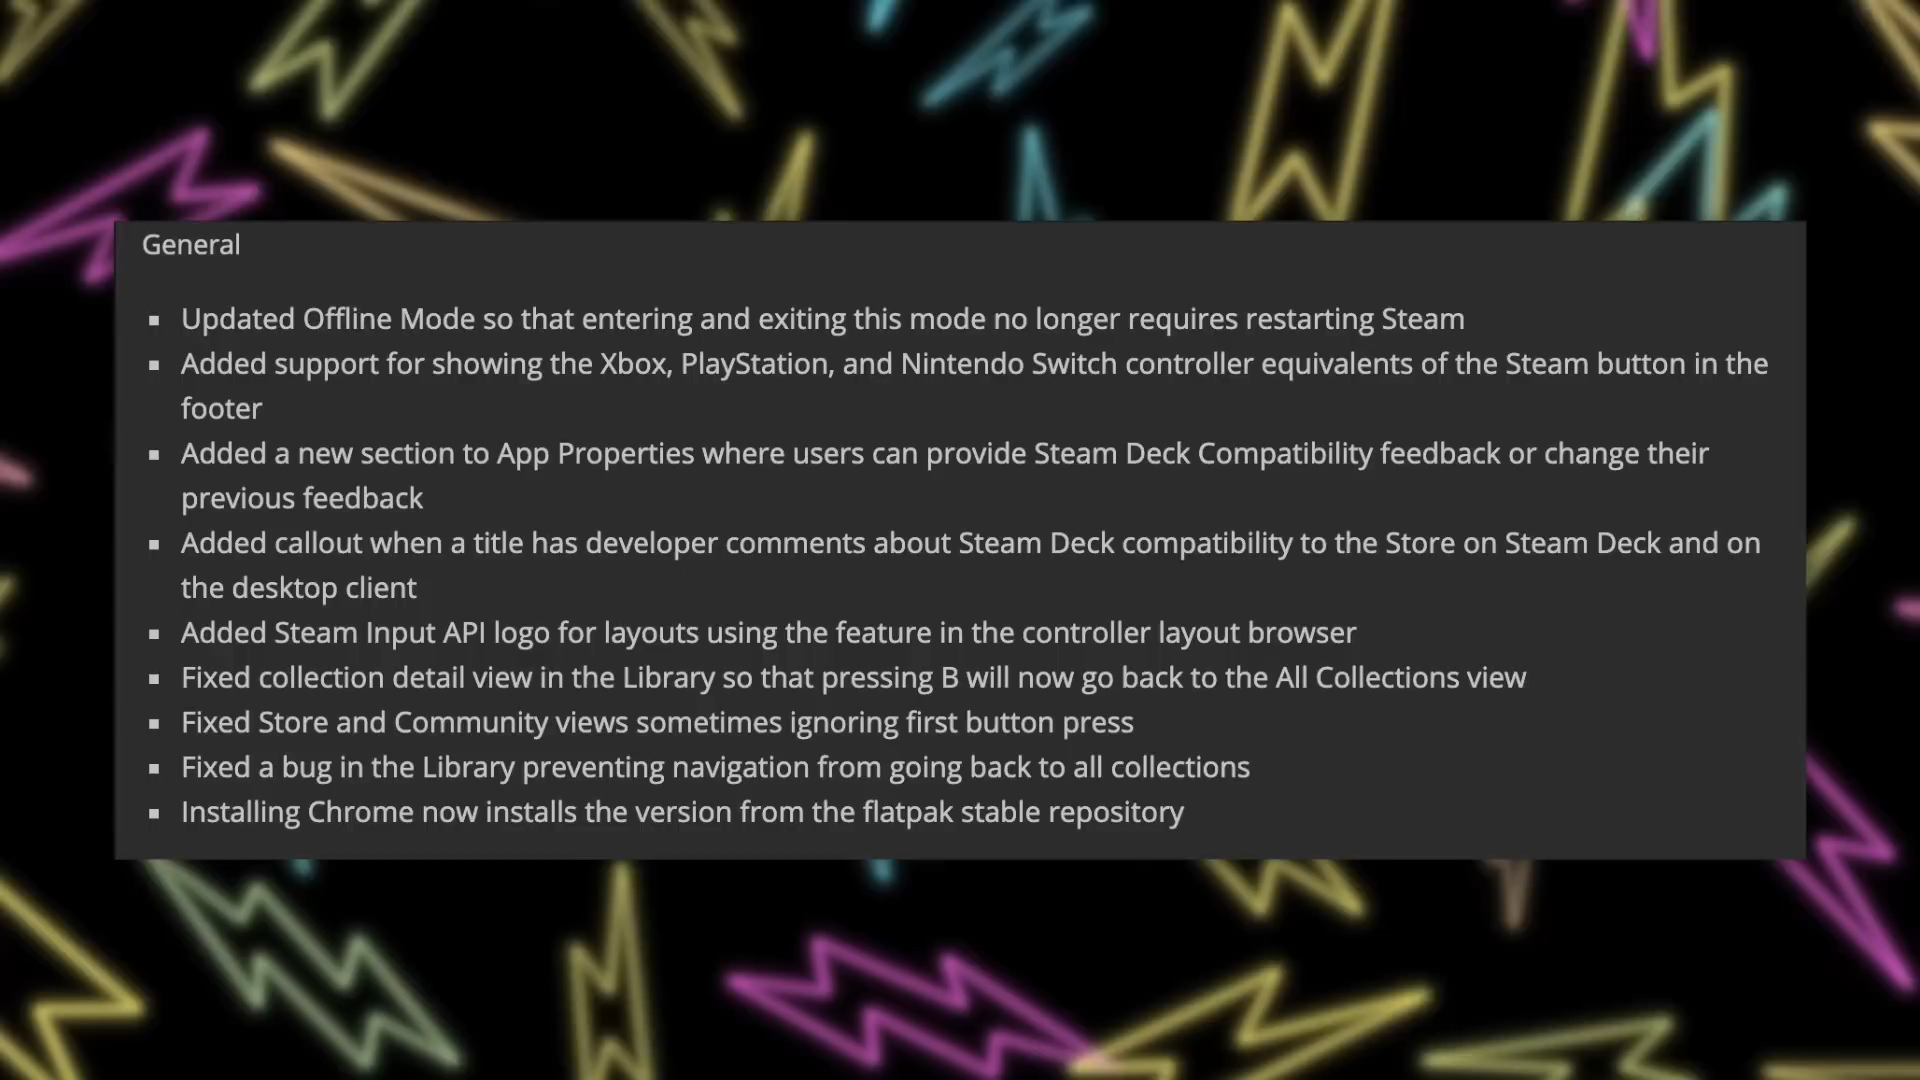 General
▪ Updated Offline Mode so that entering and exiting this mode no longer requires restarting Steam
▪ Added support for showing the Xbox, PlayStation, and Nintendo Switch controller equivalents of the Steam button in the
footer
▪ Added a new section to App Properties where users can provide Steam Deck Compatibility feedback or change their
previous feedback
▪ Added callout when a title has developer comments about Steam Deck compatibility to the Store on Steam Deck and on
the desktop client
▪ Added Steam Input API logo for layouts using the feature in the controller layout browser
▪ Fixed collection detail view in the Library so that pressing B will now go back to the All Collections view
▪ Fixed Store and Community views sometimes ignoring first button press
▪ Fixed a bug in the Library preventing navigation from going back to all collections
▪ Installing Chrome now installs the version from the flatpak stable repository